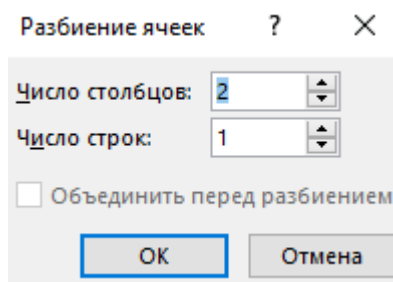 Разбиение ячеек ? ×
Число столбцов: 2
Число строк: 1
Объединить перед разбиением
ОК Отмена